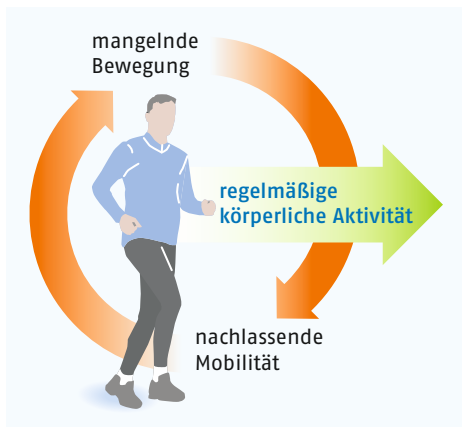 mangelnde
Bewegung
regelmäßige
körperliche Aktivität
nachlassende
Mobilität